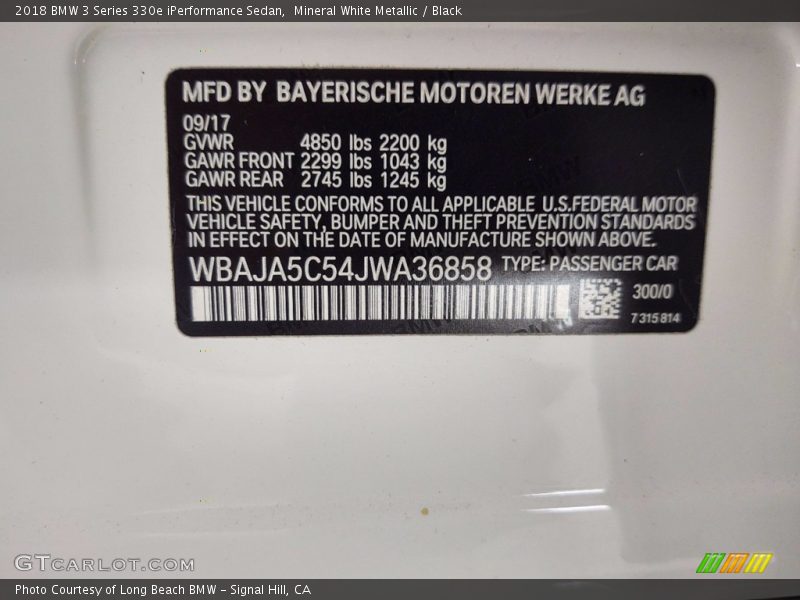 2018 BMW 3 Series 330e iPerformance Sedan,  Mineral White Metallic / Black
MFD BY BAYERISCHE MOTOREN WERKE AG
09/17
GVWR 4850 lbs 2200 kg
GAWR FRONT 2299 lbs 1043 kg
GAWR REAR 2745 lbs 1245 kg
THIS VEHICLE CONFORMS TO ALL APPLICABLE U.S.FEDERAL MOTOR
VEHICLE SAFETY, BUMPER AND THEFT PREVENTION STANDARDS
IN EFFECT ON THE DATE OF MANUFACTURE SHOWN ABOVE.
WBAJA5C54JWA36858 TYPE: PASSENGER CAR
300/0
7 315 814
GTCARLOT.COM
Photo Courtesy of Long Beach BMW - Signal Hill, CA